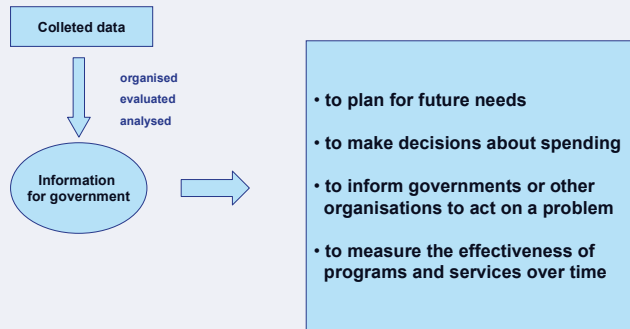 Colleted data
organised
evaluated
analysed
Information
for government
• to plan for future needs
• to make decisions about spending
• to inform governments or other
organisations to act on a problem
• to measure the effectiveness of
programs and services over time